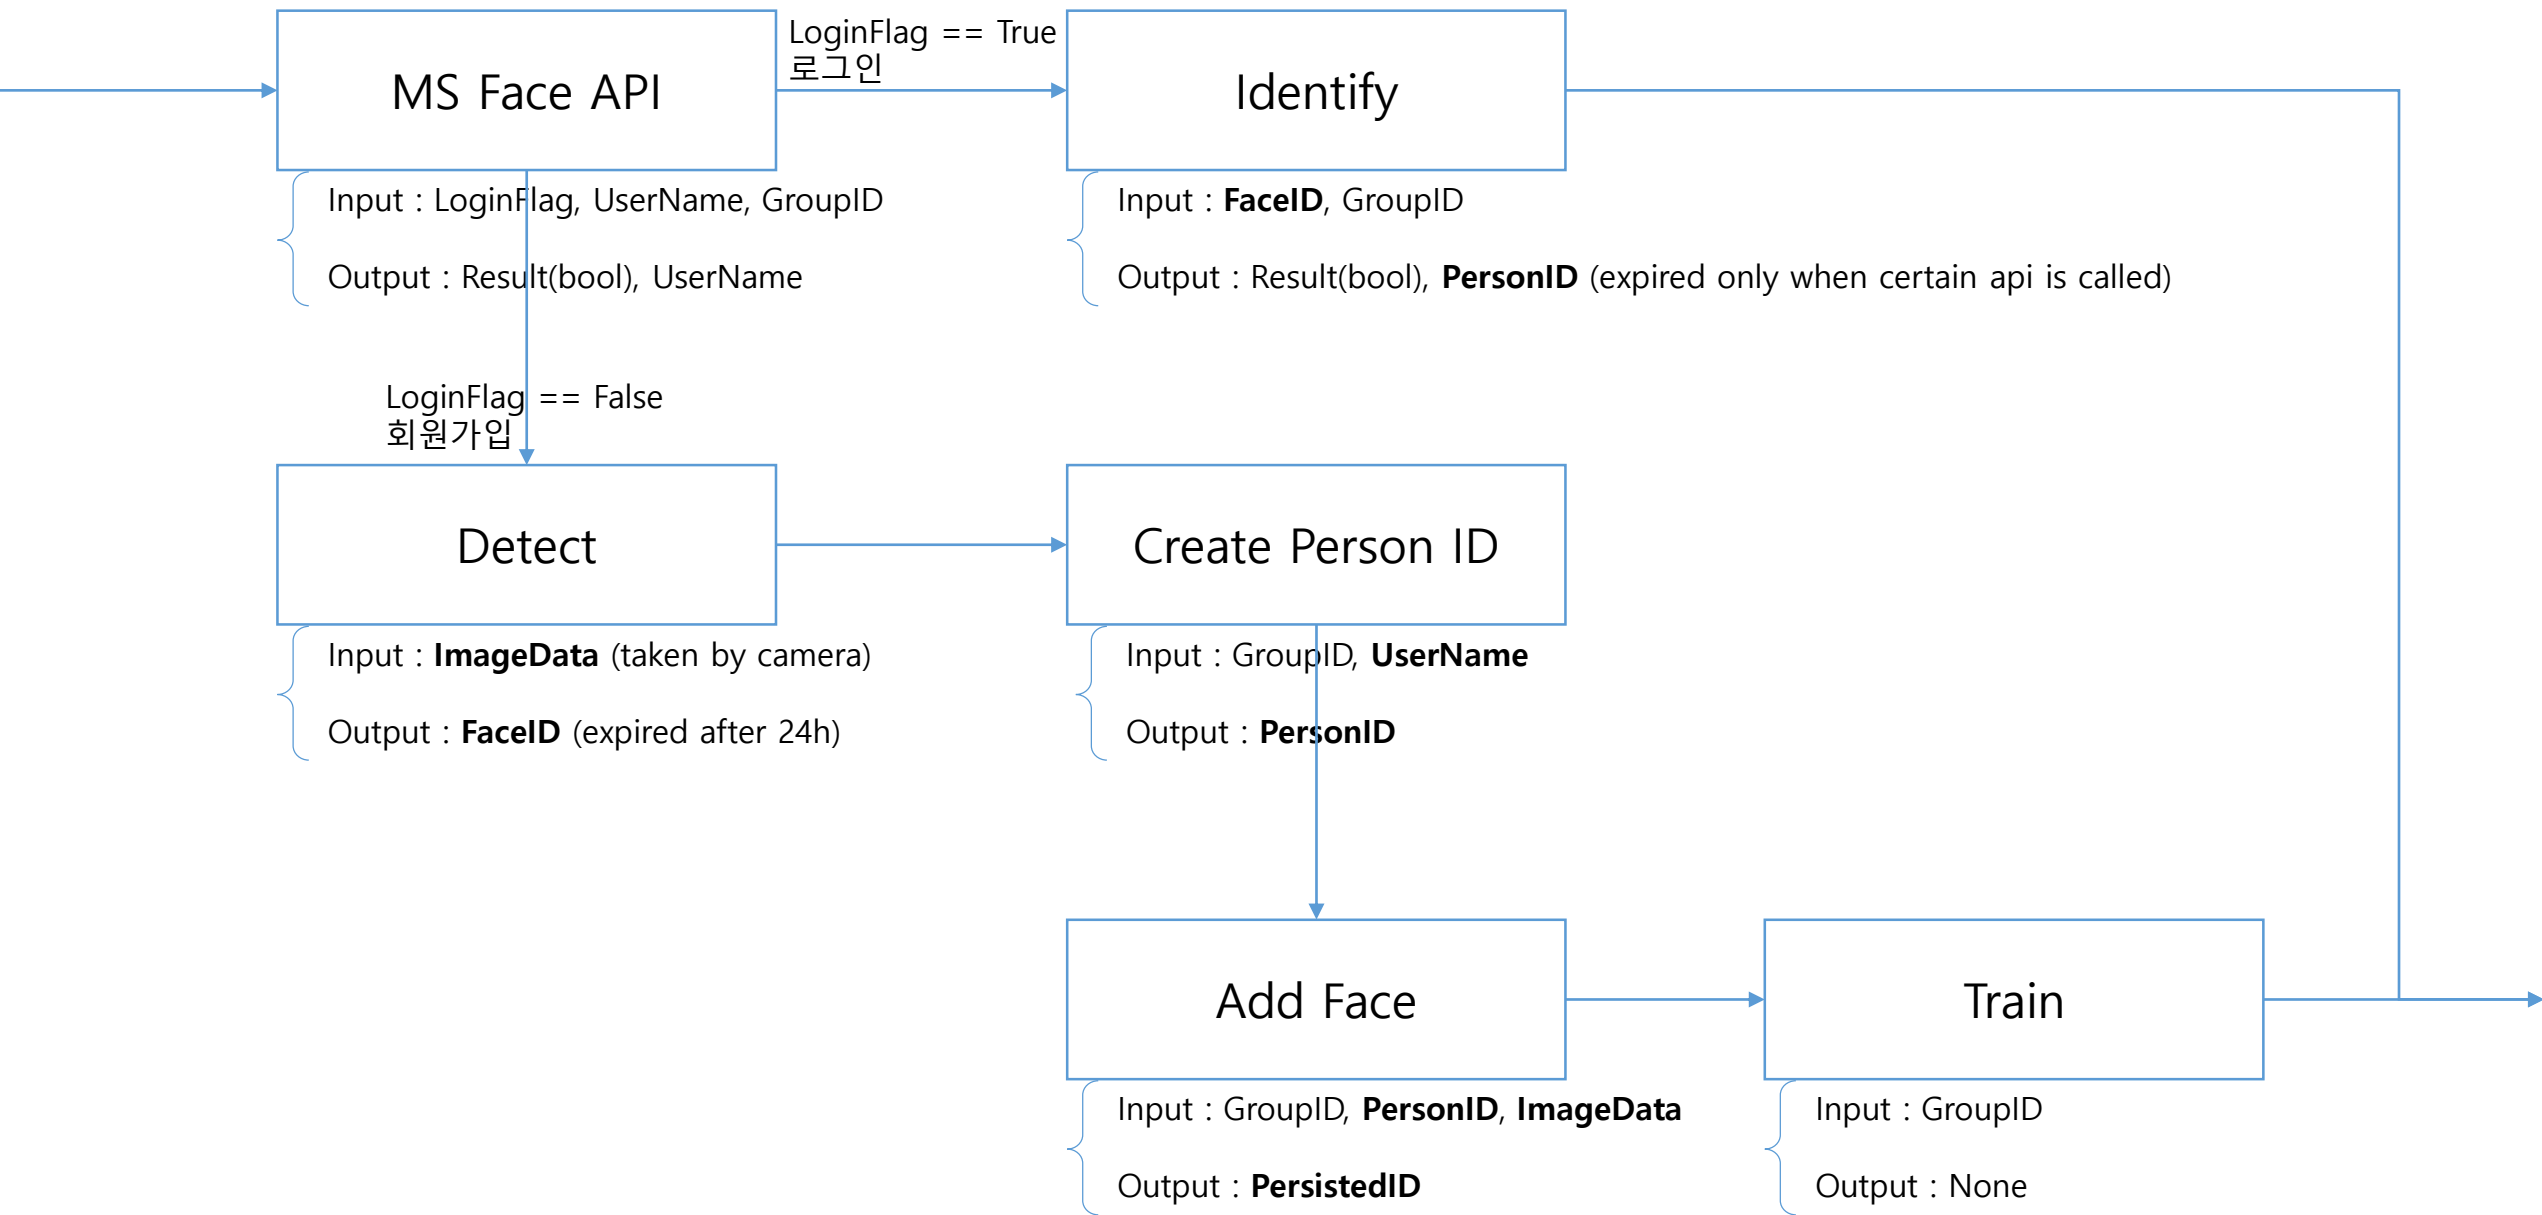 MS Face API
LoginFlag == True
로그인
Identify
Input : LoginFlag, UserName, GroupID
Output : Result(bool), UserName
Input : FaceID, GroupID
Output : Result(bool), PersonID (expired only when certain api is called)
LoginFlag == False
회원가입
Detect
Create Person ID
Input : ImageData (taken by camera)
Output : FaceID (expired after 24h)
Input : GroupID, UserName
Output : PersonID
Add Face
Train
Input : GroupID, PersonID, ImageData
Output : PersistedID
Input : GroupID
Output : None